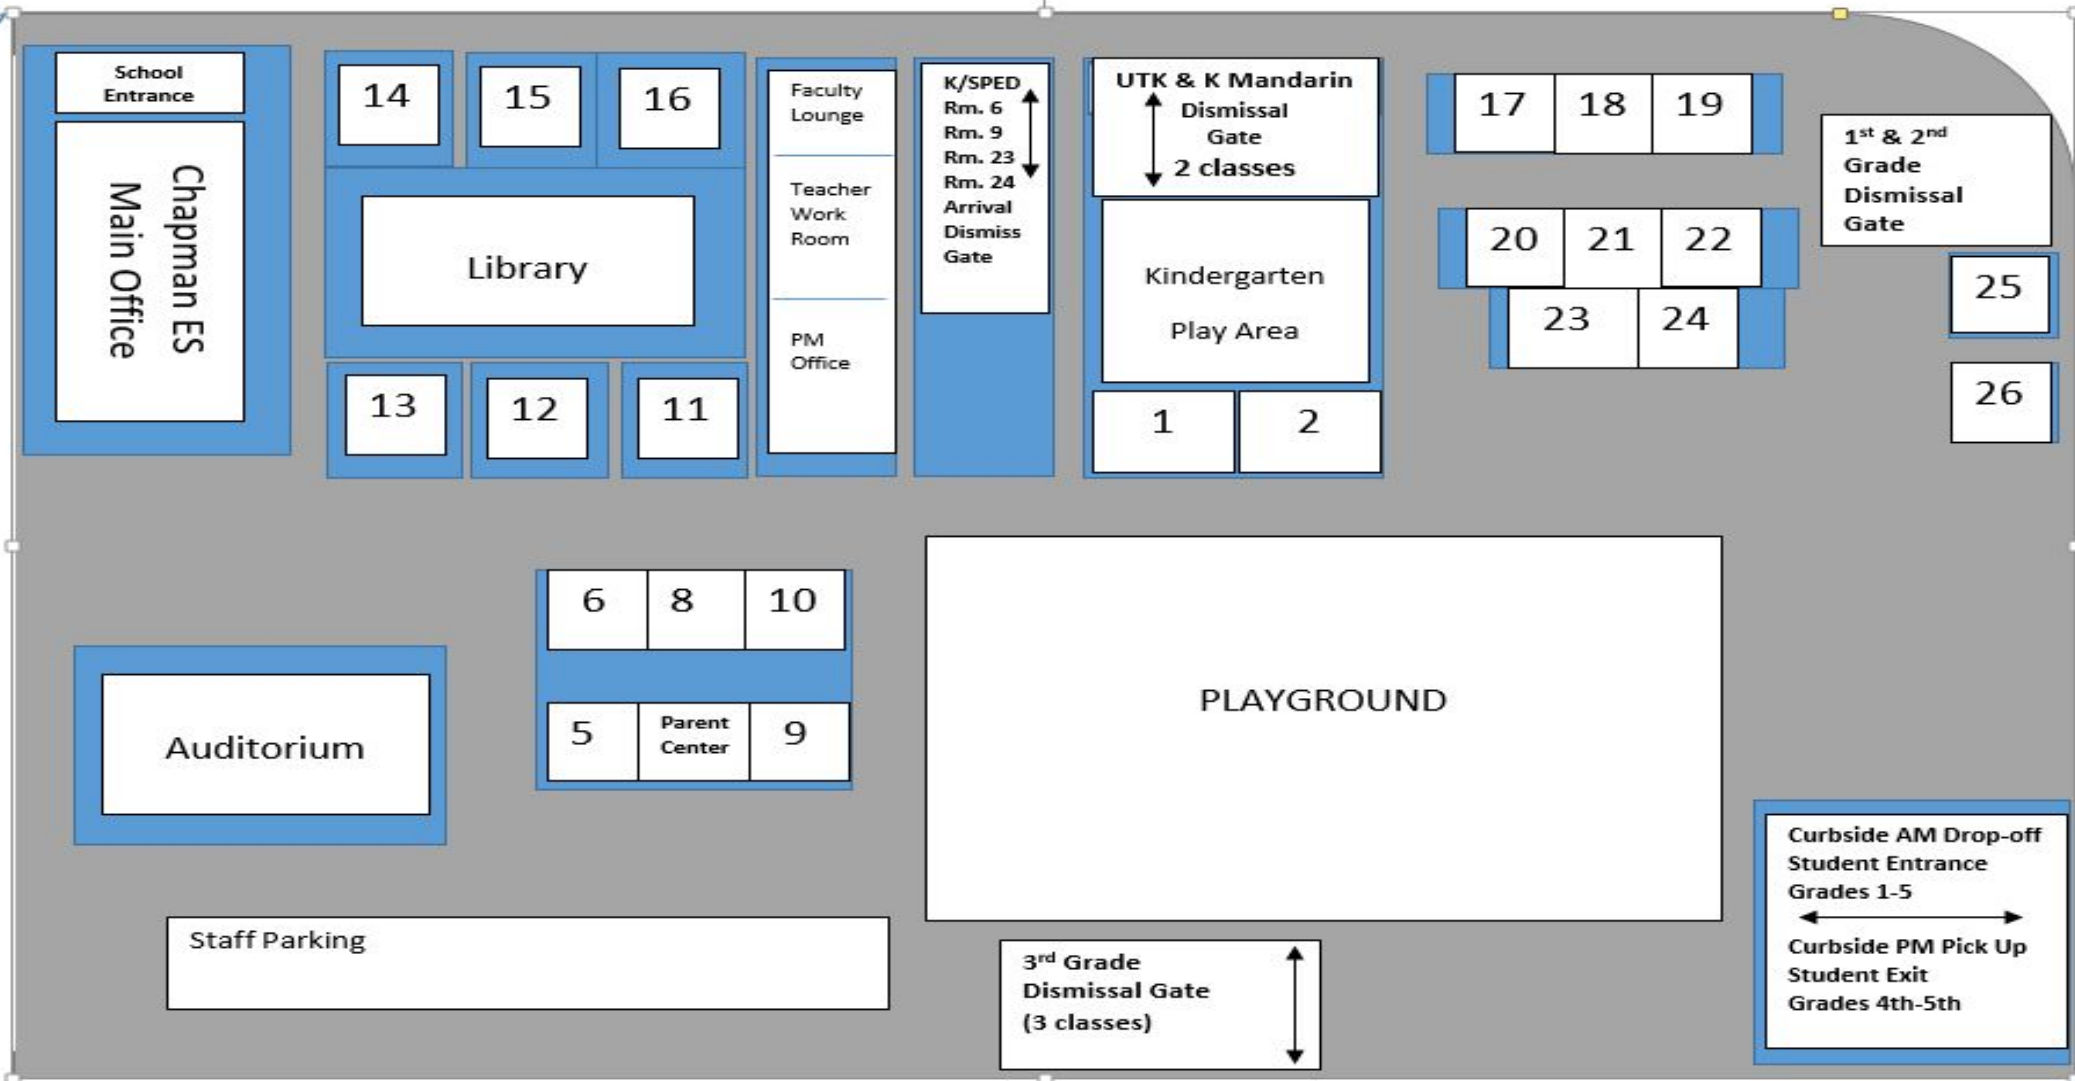 School
Entrance
Chapman ES
Main Office
14
15
16
Library
13
12
11
Faculty
Lounge
Teacher
Work
Room
PM
Office
K/SPED
Rm. 6
Rm. 9
Rm. 23
Rm. 24
Arrival
Dismiss
Gate
UTK & K Mandarin
Dismissal
Gate
2 classes
Kindergarten
Play Area
1
2
17
18
19
20
21
22
23
24
1st & 2nd
Grade
Dismissal
Gate
25
26
6
8
10
5
Parent
Center
9
Auditorium
PLAYGROUND
Staff Parking
3rd Grade
Dismissal Gate
(3 classes)
Curbside AM Drop-off
Student Entrance
Grades 1-5
Curbside PM Pick Up
Student Exit
Grades 4th-5th